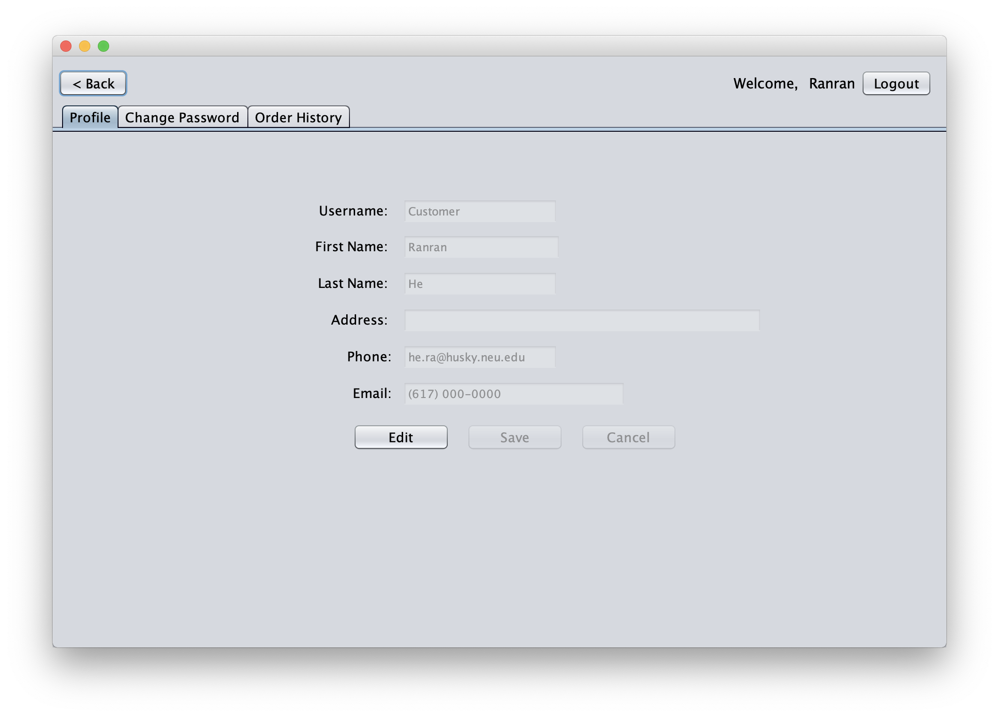 < Back
Welcome, Ranran Logout
Profile Change Password Order History
Username: Customer
First Name: Ranran
Last Name: He
Address:
Phone: he.ra@husky.neu.edu
Email: (617) 000-0000
Edit Save Cancel